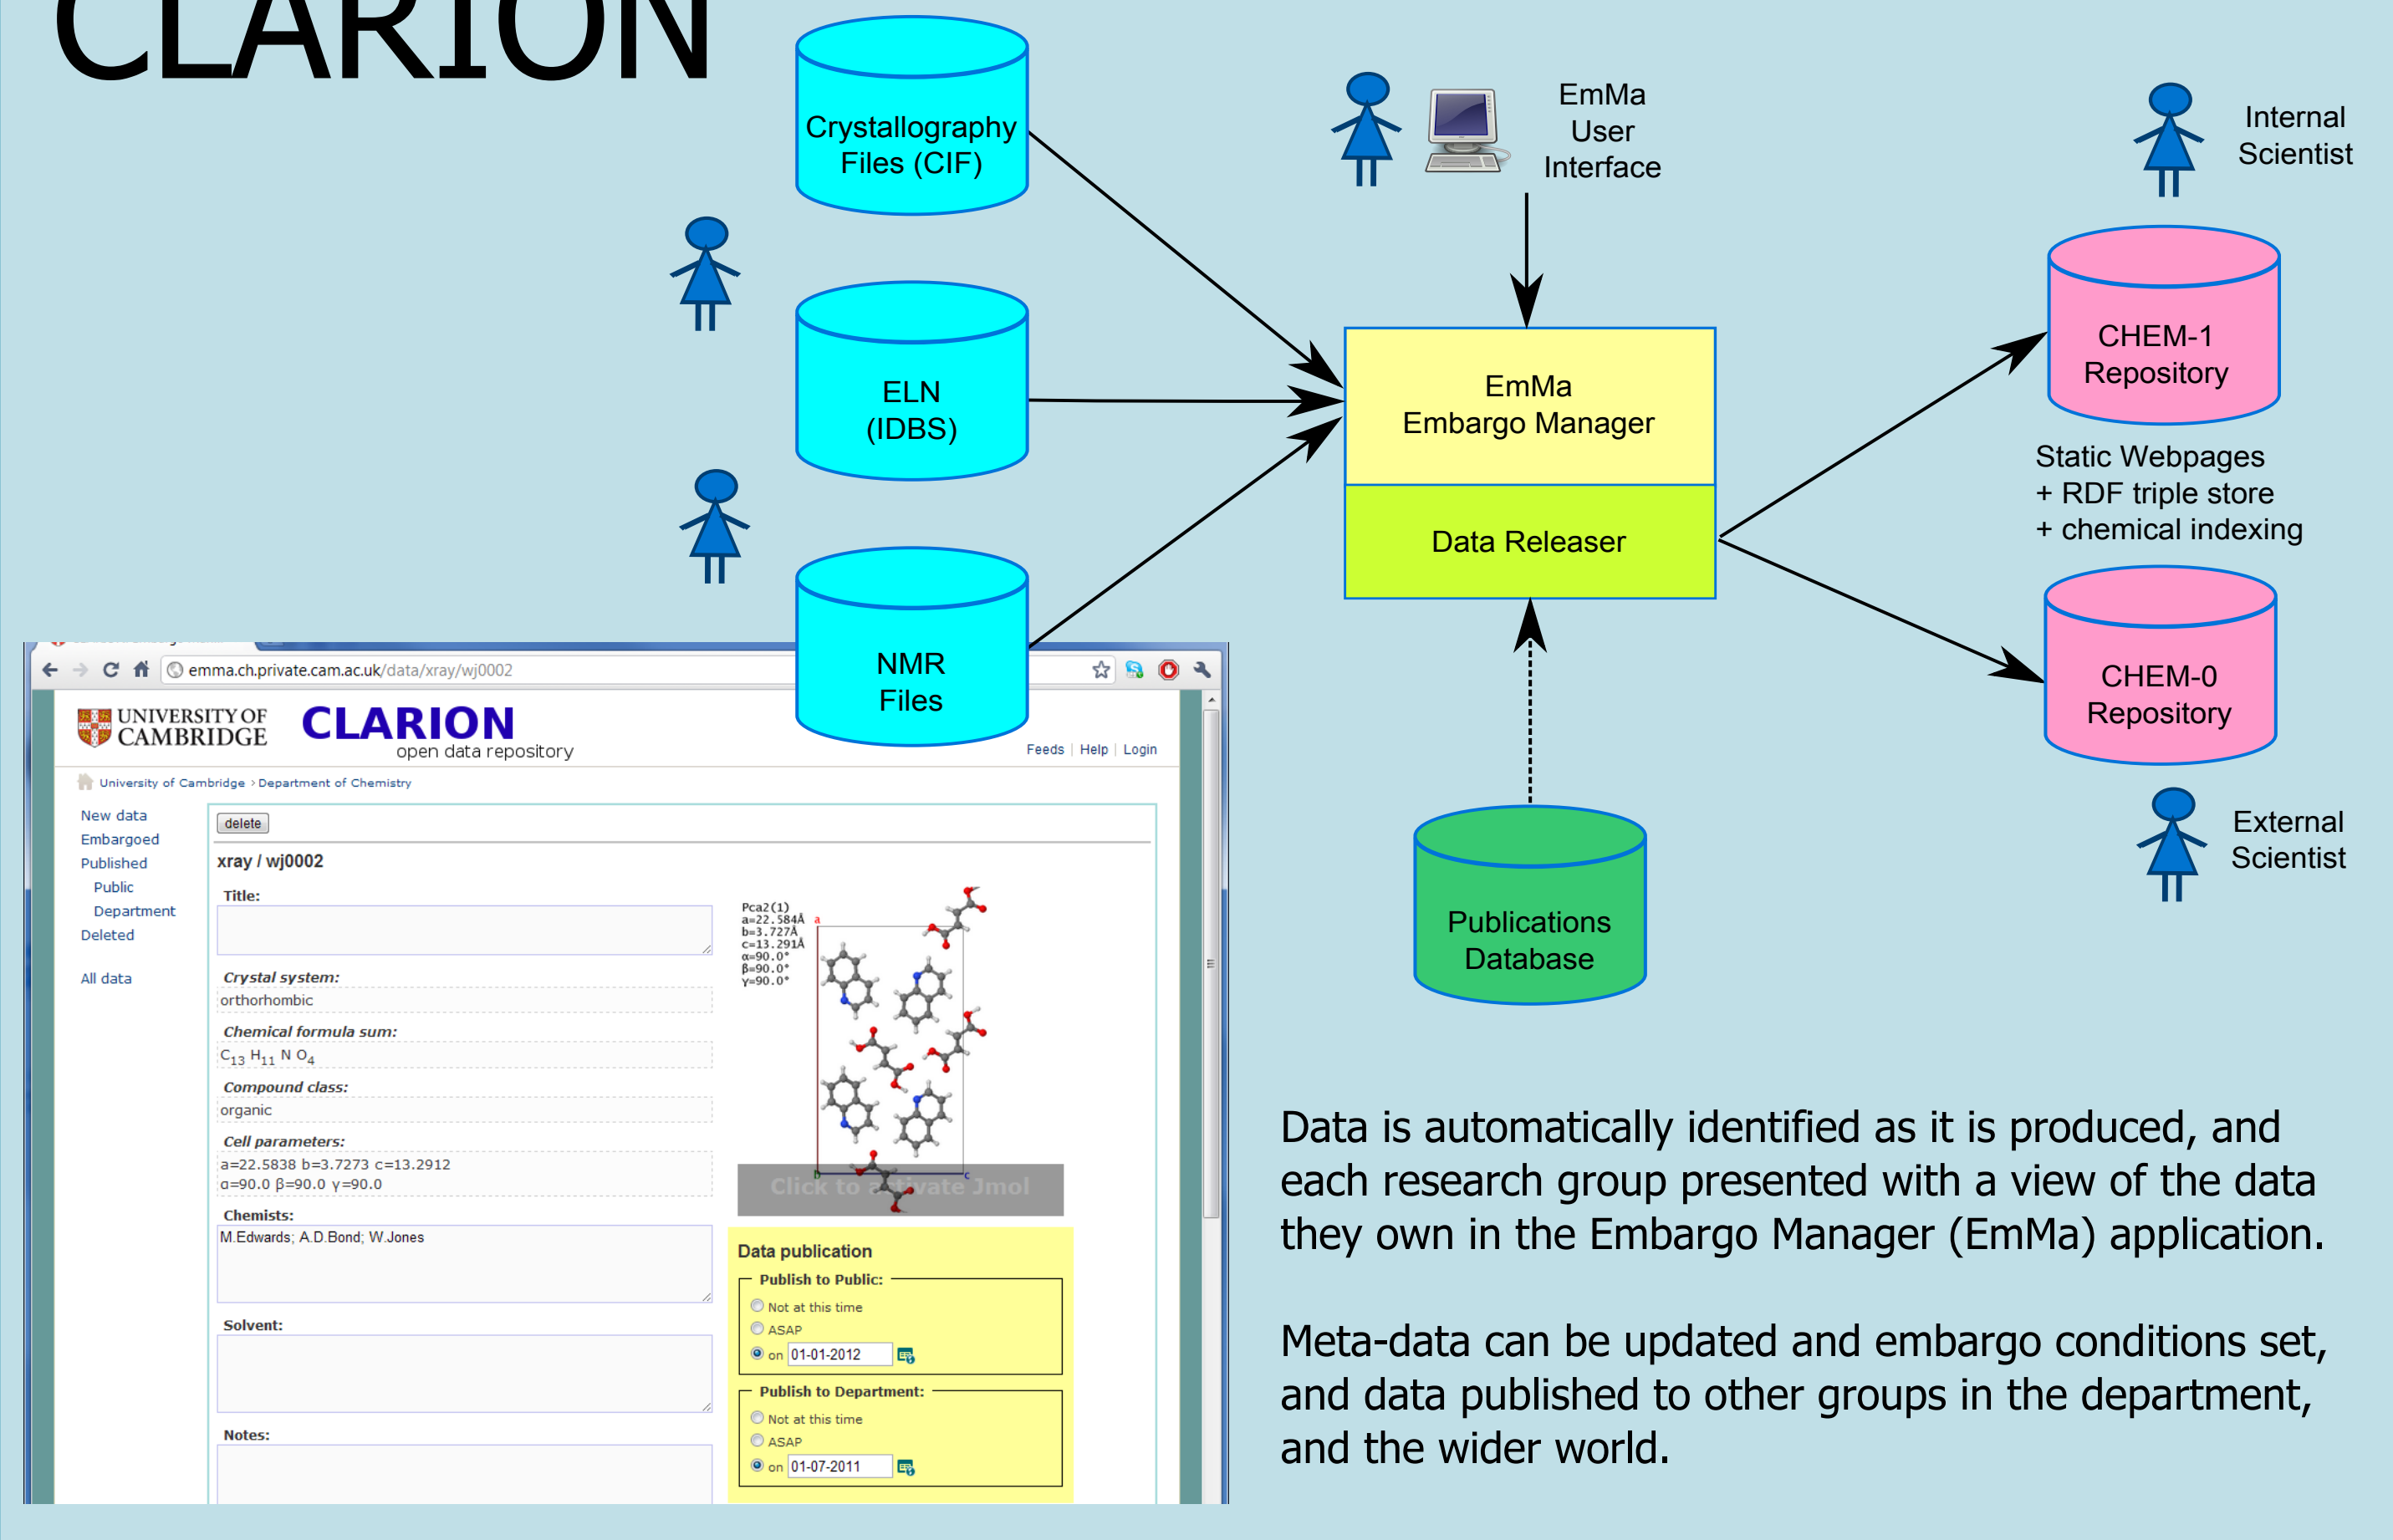 CLARION
Crystallography
Files (CIF)
ELN
(IDBS)
NMR
Files
EmMa
User
Interface
EmMa
Embargo Manager
Data Releaser
Publications
Database
Internal
Scientist
CHEM-1
Repository
Static Webpages
+ RDF triple store
+ chemical indexing
CHEM-0
Repository
External
Scientist
emma.ch.private.cam.ac.uk/data/xray/wj0002
UNIVERSITY OF
CAMBRIDGE
CLARION
open data repository
Feeds | Help | Login
University of Cambridge › Department of Chemistry
New data
Embargoed
Published
Public
Department
Deleted
All data
delete
xray / wj0002
Title:
Crystal system:
orthorhombic
Chemical formula sum:
C13 H11 N O4
Compound class:
organic
Cell parameters:
a=22.5838 b=3.7273 c=13.2912
α=90.0 β=90.0 γ=90.0
Chemists:
M.Edwards; A.D.Bond; W.Jones
Solvent:
Notes:
Pca2(1)
a=22.584Å
b=3.727Å
c=13.291Å
α=90.0°
β=90.0°
γ=90.0°
a
b
c
Click to activate Jmol
Data publication
Publish to Public:
Not at this time
ASAP
on 01-01-2012
Publish to Department:
Not at this time
ASAP
on 01-07-2011
Data is automatically identified as it is produced, and
each research group presented with a view of the data
they own in the Embargo Manager (EmMa) application.
Meta-data can be updated and embargo conditions set,
and data published to other groups in the department,
and the wider world.